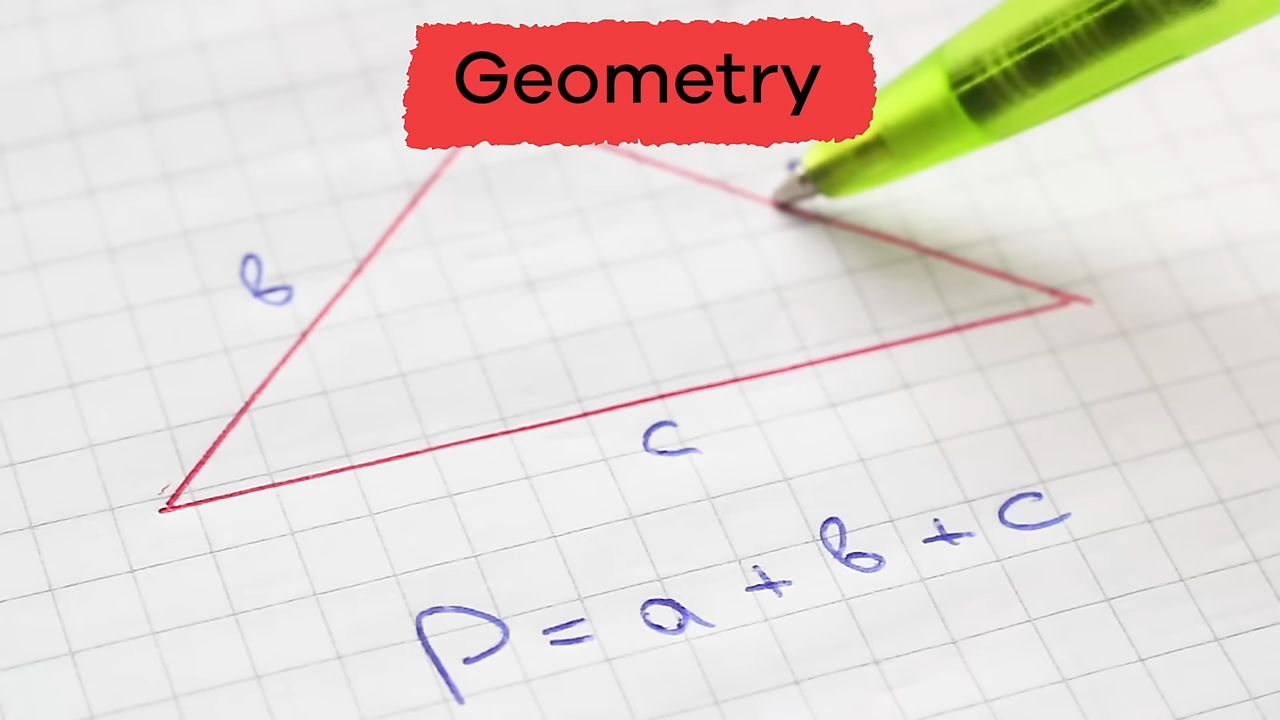 Geometry
в
c
P = a + в + c